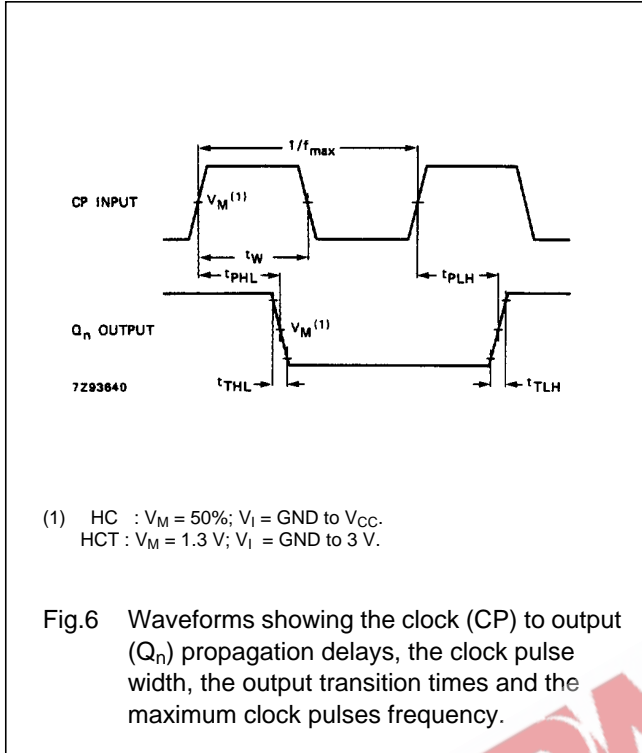 1/fmax
CP INPUT
VM(1)
tW
tPHL
tPLH
Qn OUTPUT
VM(1)
7Z93640
tTHL
tTLH
(1) HC : VM = 50%; VI = GND to VCC.
HCT : VM = 1.3 V; VI = GND to 3 V.
Fig.6 Waveforms showing the clock (CP) to output
(Qn) propagation delays, the clock pulse
width, the output transition times and the
maximum clock pulses frequency.